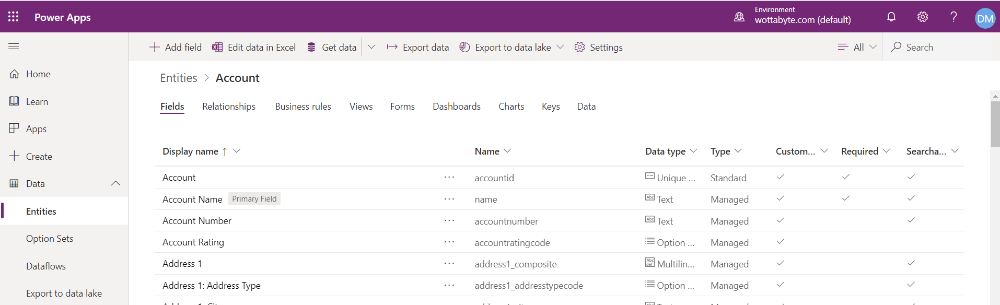 Power Apps
Environment
wottabyte.com (default)
DM
Add field
Edit data in Excel
Get data
Export data
Export to data lake
Settings
All
Search
Home
Learn
Apps
Create
Data
Entities
Option Sets
Dataflows
Export to data lake
Entities > Account
Fields Relationships Business rules Views Forms Dashboards Charts Keys Data
Display name ↑ Name Data type Type Custom... Required Searcha...
Account ··· accountid Unique ... Standard
Account Name Primary Field ··· name Abc Text Managed
Account Number ··· accountnumber Abc Text Managed
Account Rating ··· accountratingcode Option ... Managed
Address 1 ··· address1_composite Abc def Multilin... Managed
Address 1: Address Type ··· address1_addresstypecode Option ... Managed